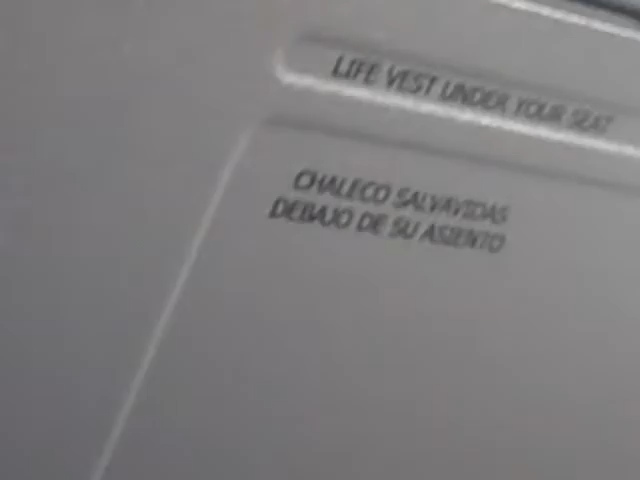 LIFE VEST UNDER YOUR SEAT
CHALECO SALVAVIDAS
DEBAJO DE SU ASIENTO